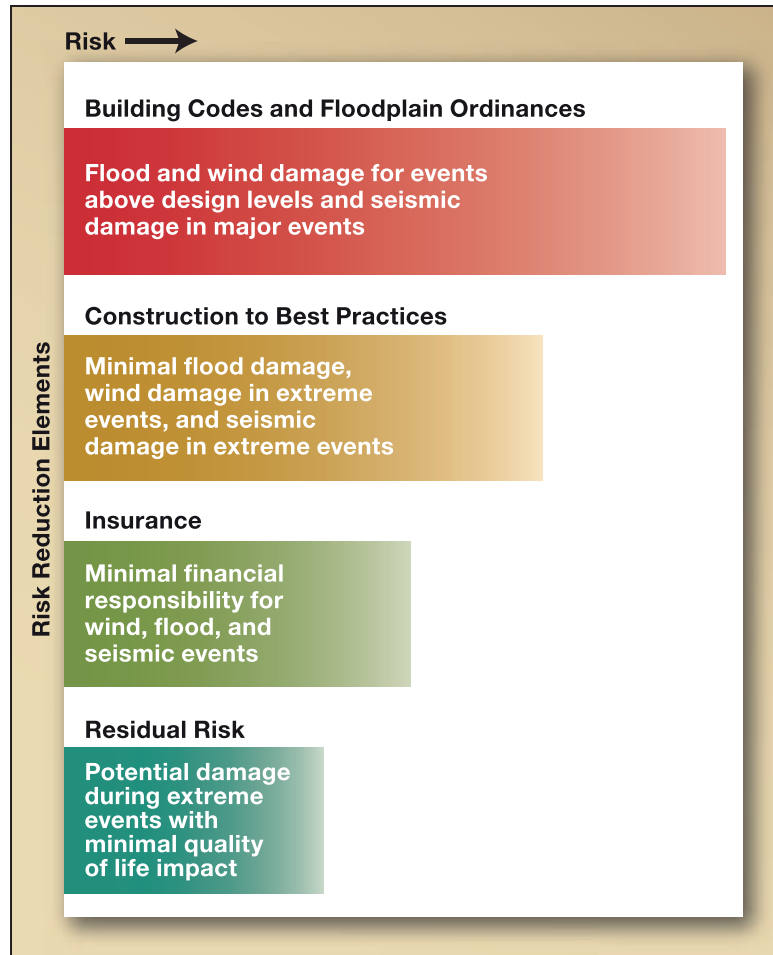 Risk
Building Codes and Floodplain Ordinances
Flood and wind damage for events
above design levels and seismic
damage in major events
Construction to Best Practices
Minimal flood damage,
wind damage in extreme
events, and seismic
damage in extreme events
Insurance
Minimal financial
responsibility for
wind, flood, and
seismic events
Residual Risk
Potential damage
during extreme
events with
minimal quality
of life impact
Risk Reduction Elements